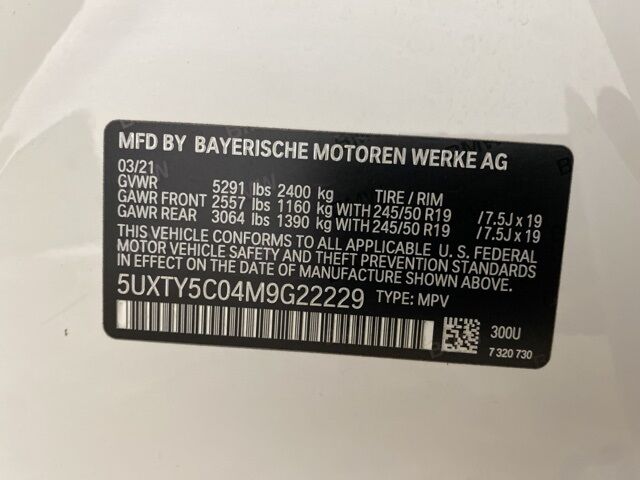 MFD BY BAYERISCHE MOTOREN WERKE AG
03/21
GVWR 5291 lbs 2400 kg TIRE / RIM
GAWR FRONT 2557 lbs 1160 kg WITH 245/50 R19 /7.5J x 19
GAWR REAR 3064 lbs 1390 kg WITH 245/50 R19 /7.5J x 19
THIS VEHICLE CONFORMS TO ALL APPLICABLE U. S. FEDERAL
MOTOR VEHICLE SAFETY AND THEFT PREVENTION STANDARDS IN
EFFECT ON THE DATE OF MANUFACTURE SHOWN ABOVE.
5UXTY5C04M9G22229 TYPE: MPV
300U
7 320 730